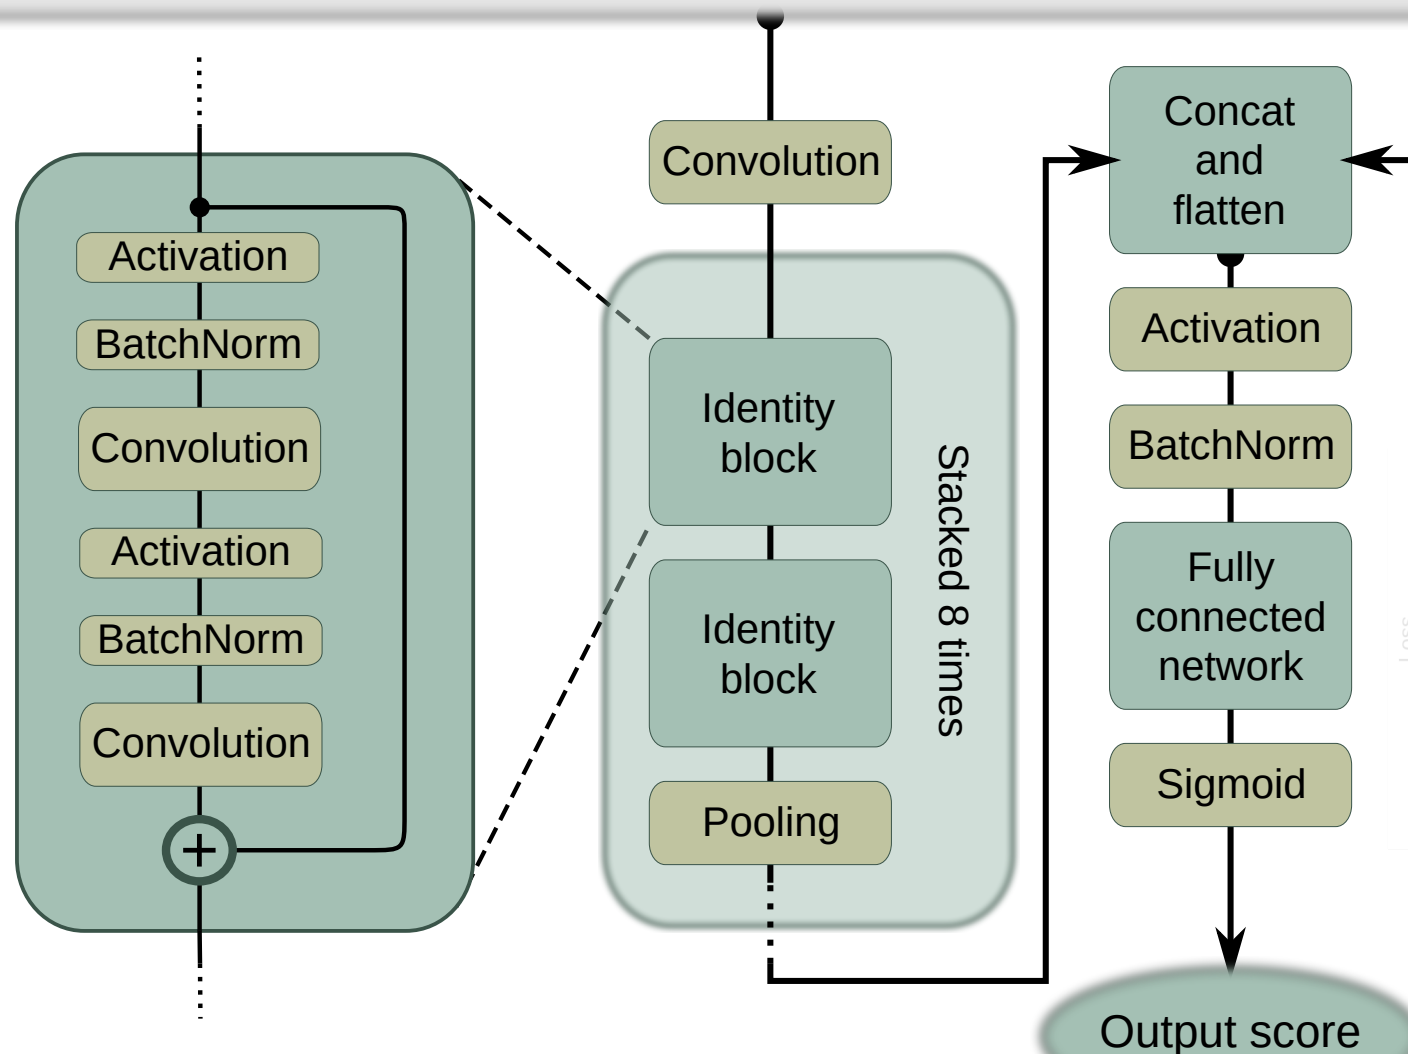 Activation
BatchNorm
Convolution
Activation
BatchNorm
Convolution
Convolution
Identity
block
Identity
block
Pooling
Stacked 8 times
Concat
and
flatten
Activation
BatchNorm
Fully
connected
network
Sigmoid
Output score